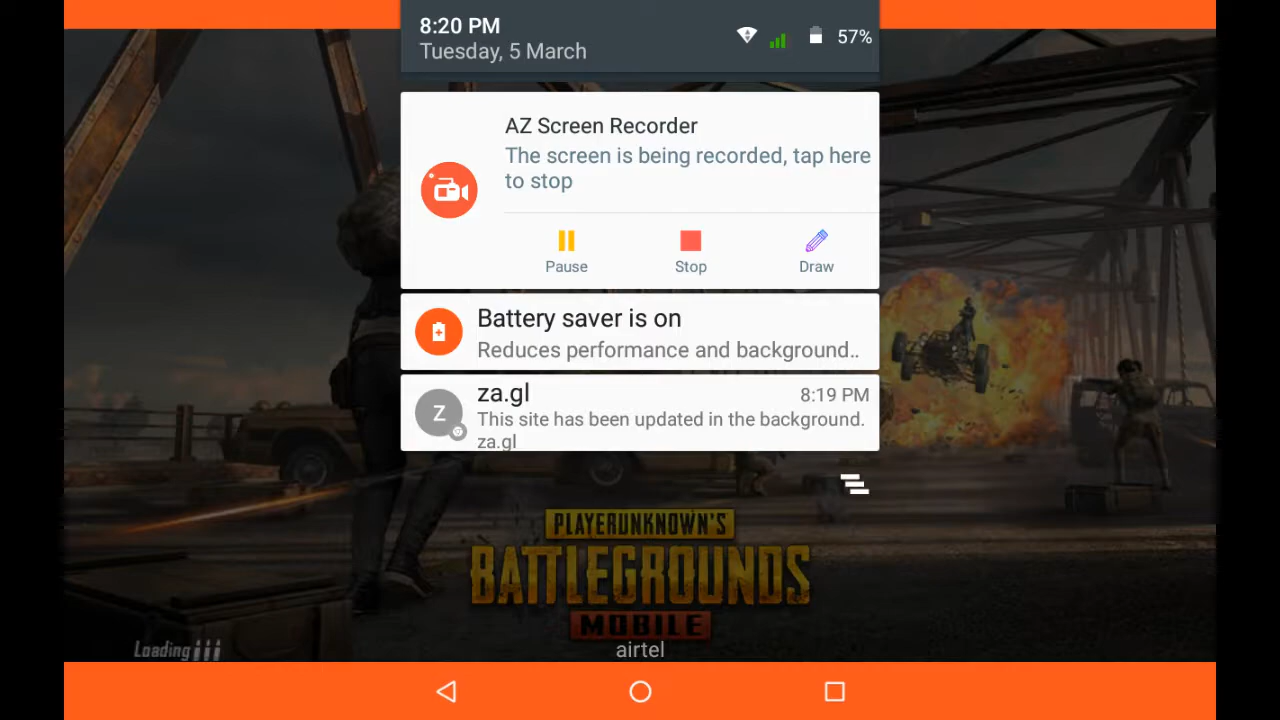 8:20 PM
57%
Tuesday, 5 March
AZ Screen Recorder
The screen is being recorded, tap here
to stop
Pause
Stop
Draw
Battery saver is on
Reduces performance and background..
Z
za.gl
8:19 PM
This site has been updated in the background.
za.gl
PLAYERUNKNOWN'S
BATTLEGROUNDS
MOBILE
Loading
airtel